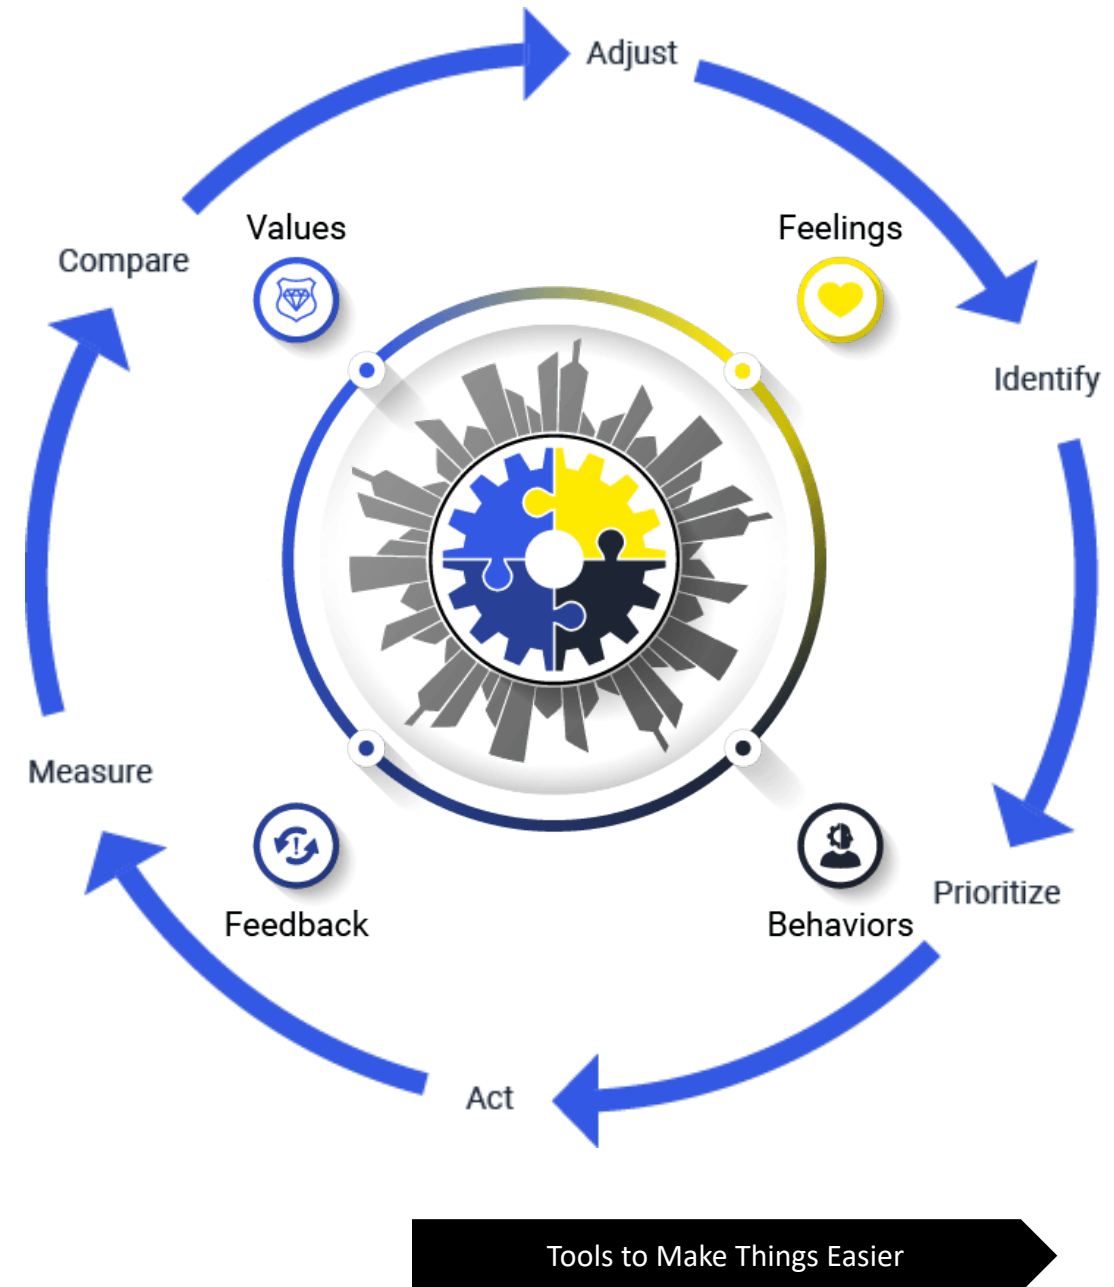 Adjust
Values
Feelings
Compare
Identify
Measure
Prioritize
Feedback
Behaviors
Act
Tools to Make Things Easier